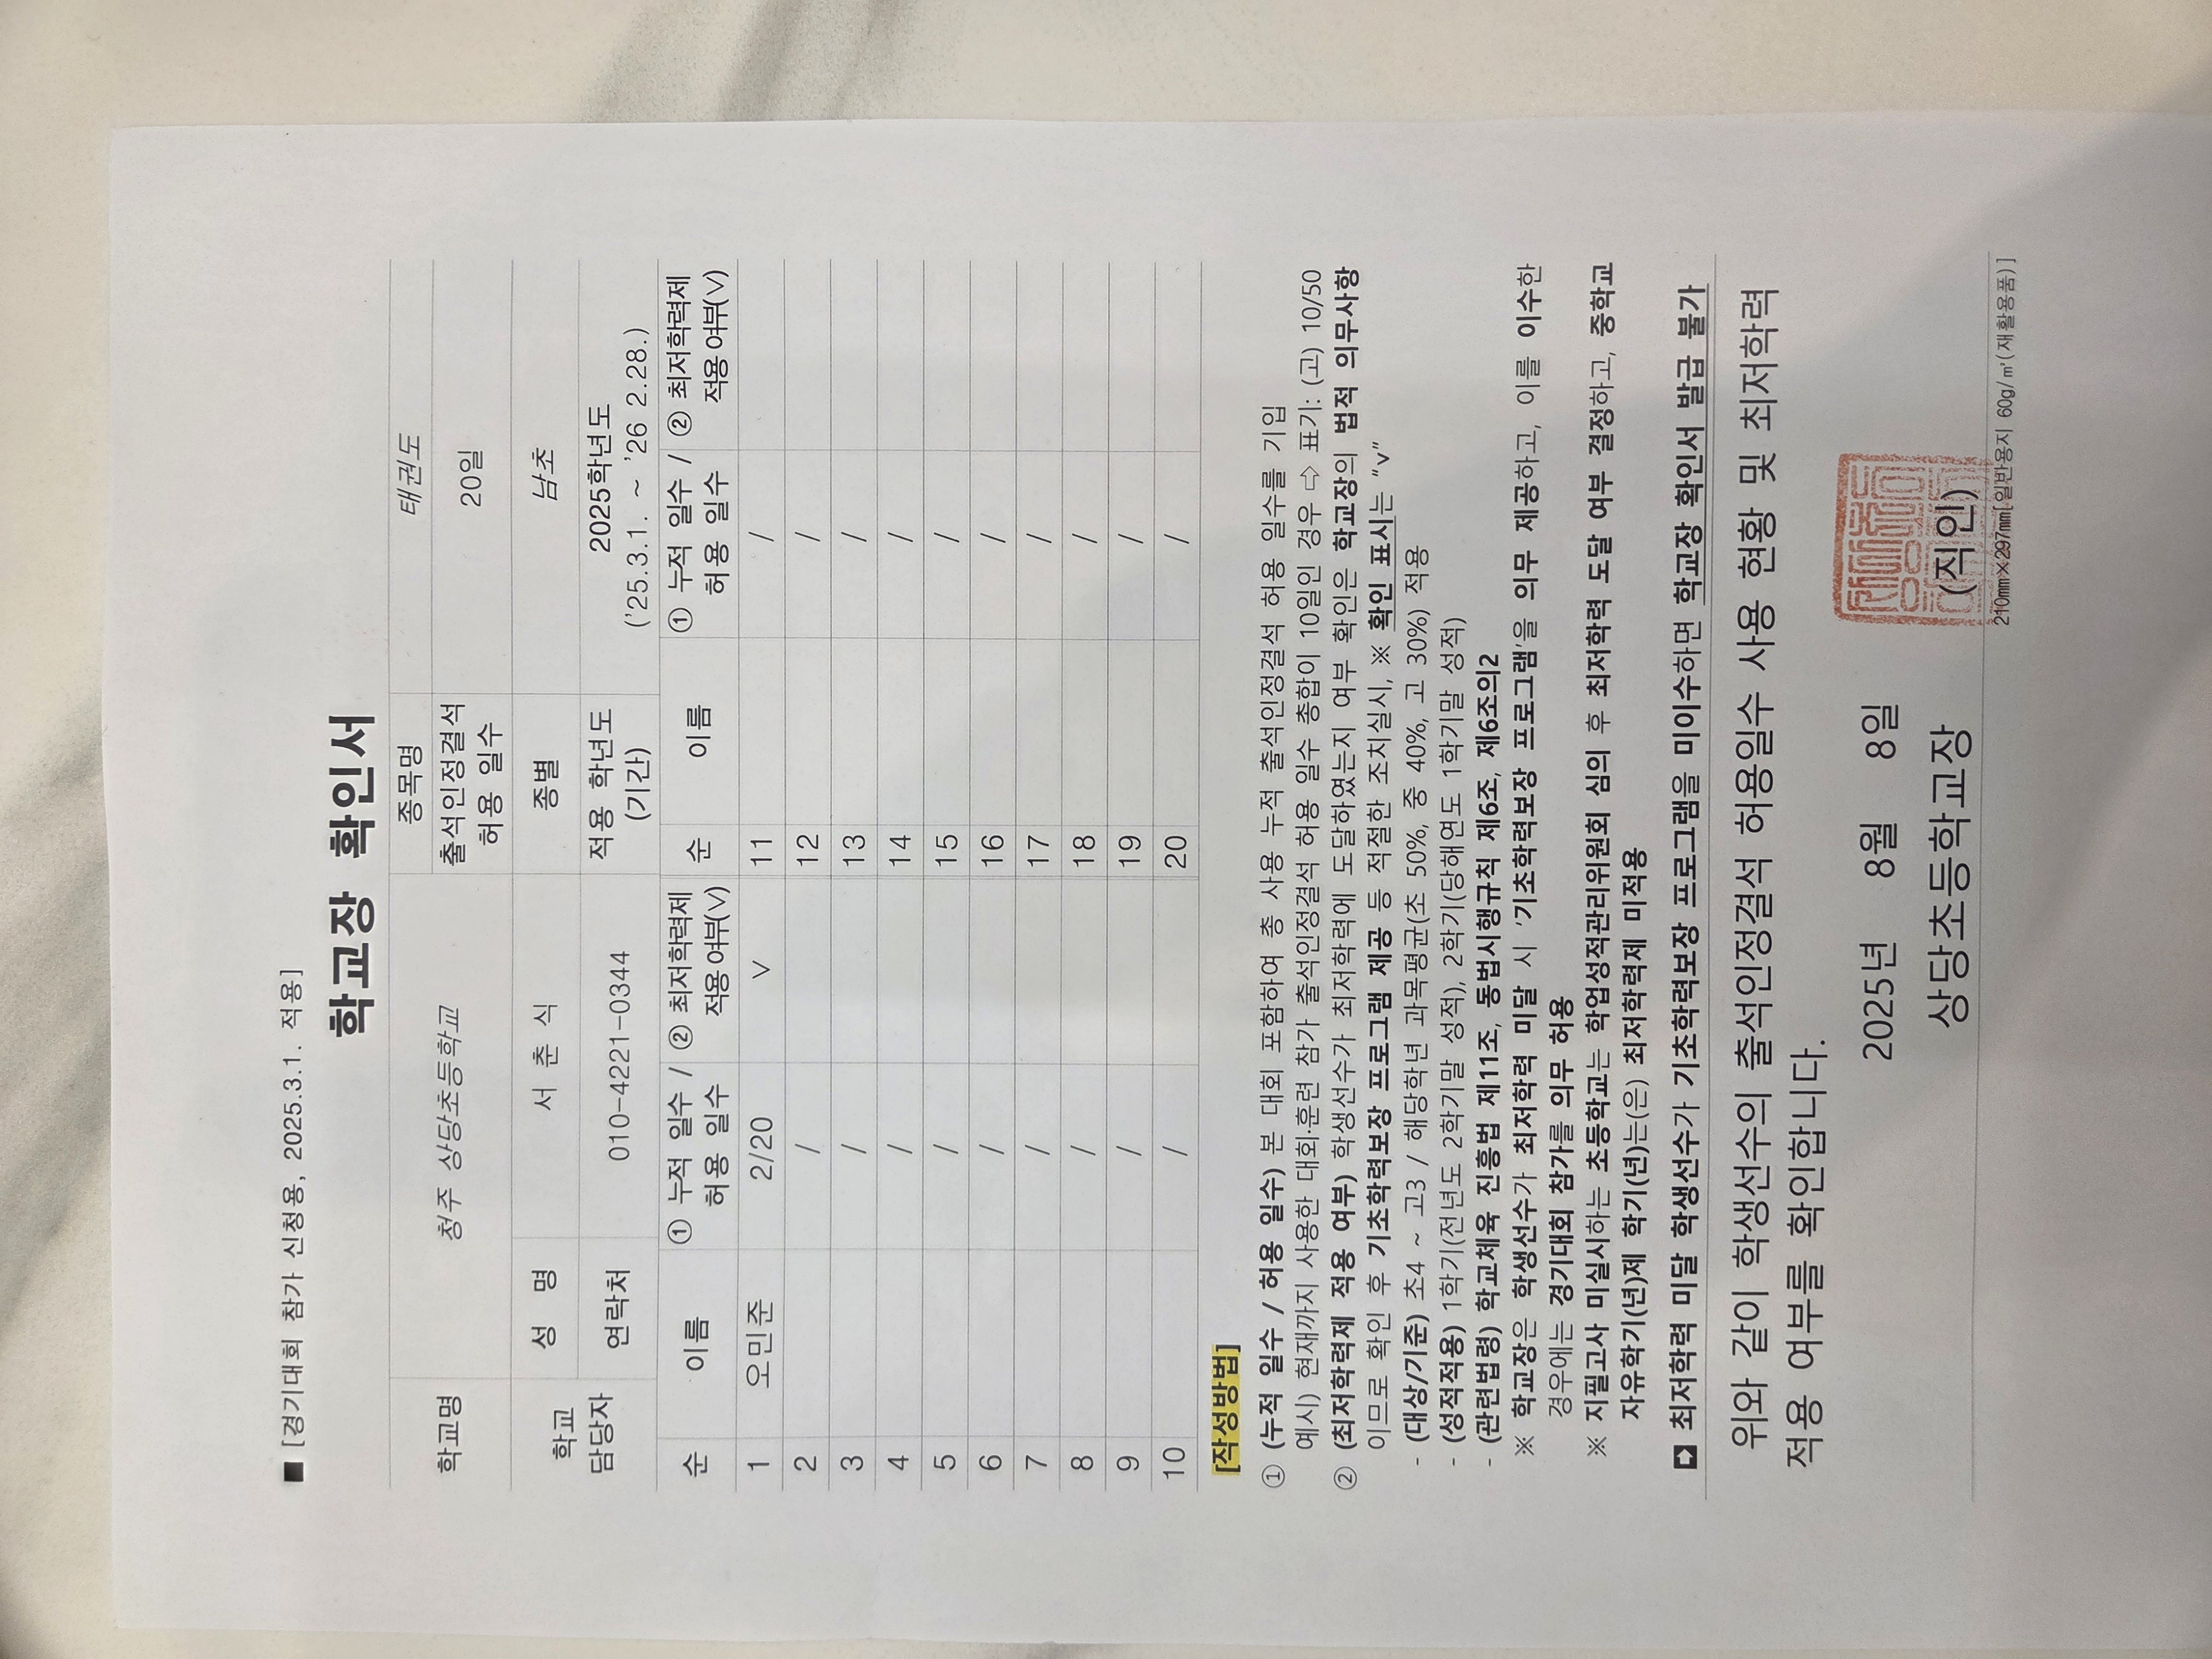 ■ [경기대회 참가 신청용, 2025.3.1. 적용]
학교장 확인서
학교명 청주 상당초등학교 종목명 태권도
출석인정결석 허용 일수 20일
학교 담당자 성 명 서 춘 식 종별 남초
연락처 010-4221-0344 적용 학년도 (기간) 2025학년도 ('25.3.1. ~ '26 2.28.)
순 이름 ① 누적 일수 / 허용 일수 ② 최저학력제 적용여부(∨) 순 이름 ① 누적 일수 / 허용 일수 ② 최저학력제 적용여부(∨)
1 오민준 2/20 ∨ 11 /
2 / 12 /
3 / 13 /
4 / 14 /
5 / 15 /
6 / 16 /
7 / 17 /
8 / 18 /
9 / 19 /
10 / 20 /
[작성방법]
① (누적 일수 / 허용 일수) 본 대회 포함하여 총 사용 누적 출석인정결석 허용 일수를 기입
예시) 현재까지 사용한 대회·훈련 참가 출석인정결석 허용 일수 총합이 10일인 경우 ⇨ 표기: (고) 10/50
② (최저학력제 적용 여부) 학생선수가 최저학력에 도달하였는지 여부 확인은 학교장의 법적 의무사항
이므로 확인 후 기초학력보장 프로그램 제공 등 적절한 조치실시, ※ 확인 표시는 "∨"
- (대상/기준) 초4 ~ 고3 / 해당학년 과목평균(초 50%, 중 40%, 고 30%) 적용
- (성적적용) 1학기(전년도 2학기말 성적), 2학기(당해연도 1학기말 성적)
- (관련법령) 학교체육 진흥법 제11조, 동법시행규칙 제6조, 제6조의2
※ 학교장은 학생선수가 최저학력 미달 시 '기초학력보장 프로그램'을 의무 제공하고, 이를 이수한
경우에는 경기대회 참가를 의무 허용
※ 지필고사 미실시하는 초등학교는 학업성적관리위원회 심의 후 최저학력 도달 여부 결정하고, 중학교
자유학기(년)제 학기(년)는(은) 최저학력제 미적용
➡ 최저학력 미달 학생선수가 기초학력보장 프로그램을 미이수하면 학교장 확인서 발급 불가
위와 같이 학생선수의 출석인정결석 허용일수 사용 현황 및 최저학력
적용 여부를 확인합니다.
2025년 8월 8일
상당초등학교장 (직인)
210㎜×297㎜[일반용지 60g/㎡(재활용품)]